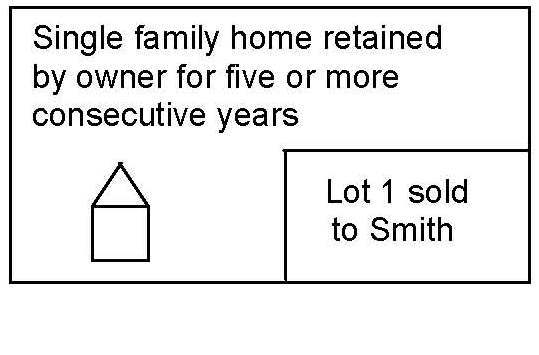 Single family home retained
by owner for five or more
consecutive years
Lot 1 sold
to Smith